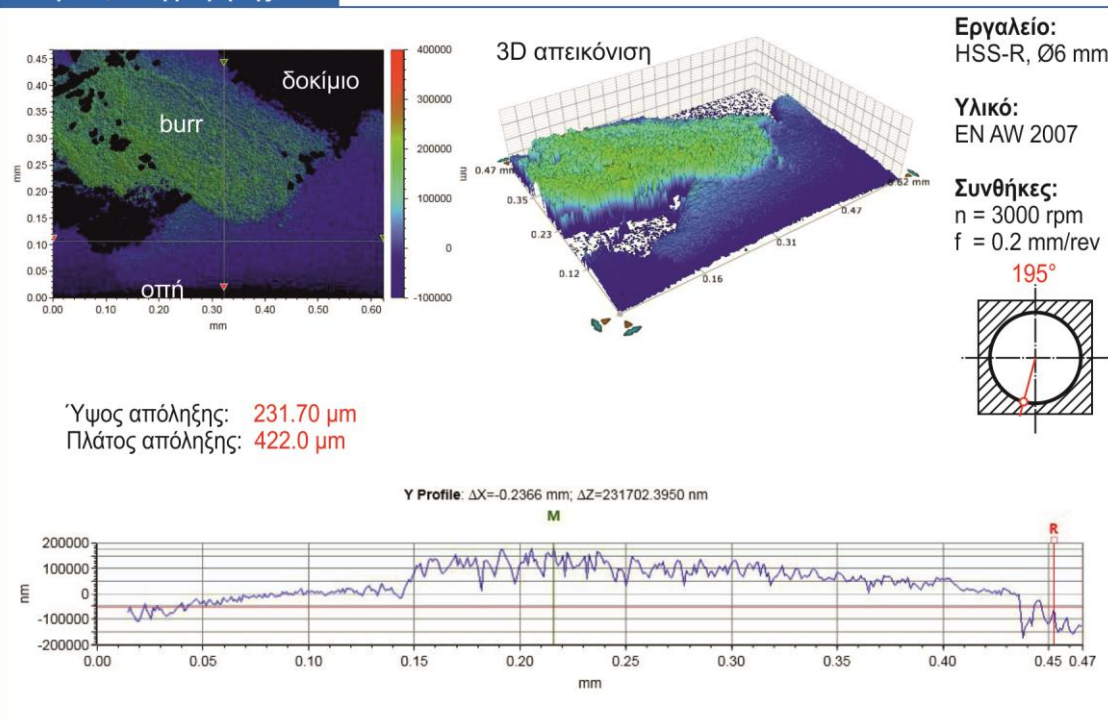 3D απεικόνιση
Εργαλείο:
HSS-R, Ø6 mm
Υλικό:
EN AW 2007
Συνθήκες:
n = 3000 rpm
f = 0.2 mm/rev
195°
δοκίμιο
burr
οπή
0.45
0.40
0.35
0.30
0.25
0.20
0.15
0.10
0.05
0.00
mm
0.00 0.10 0.20 0.30 0.40 0.50 0.60
mm
400000
300000
200000
100000
0
-100000
nm
0.47 mm
0.35
0.23
0.12
0.16
0.31
0.47
0.62 mm
Ύψος απόληξης: 231.70 μm
Πλάτος απόληξης: 422.0 μm
Y Profile: ΔX=-0.2366 mm; ΔZ=231702.3950 nm
M
R
200000
100000
0
-100000
-200000
nm
0.00 0.05 0.10 0.15 0.20 0.25 0.30 0.35 0.40 0.45 0.47
mm